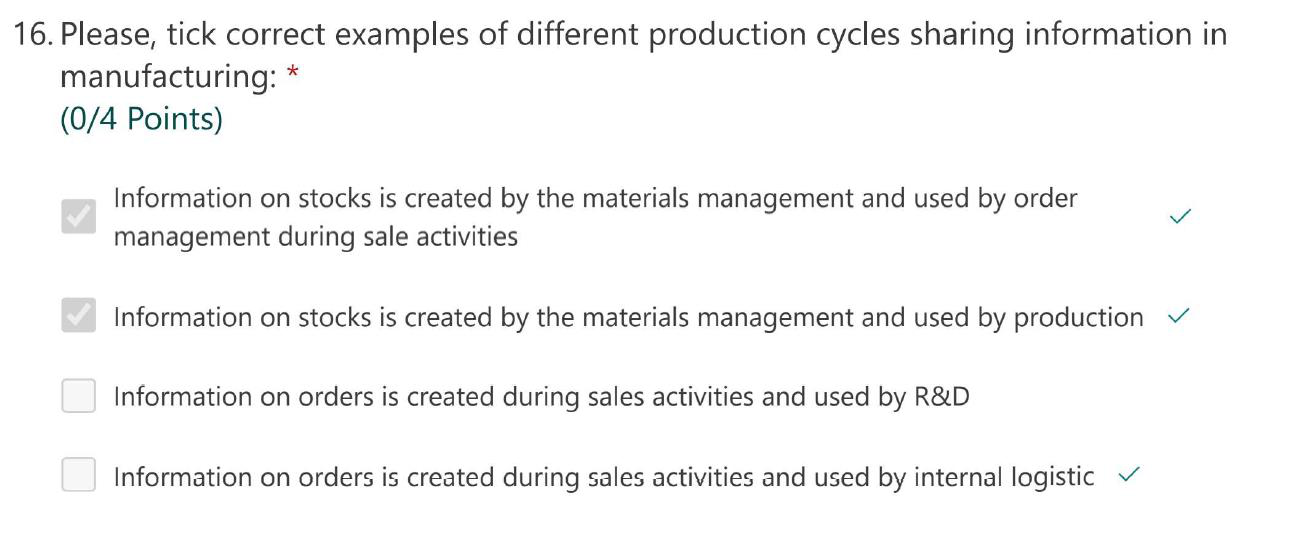 16. Please, tick correct examples of different production cycles sharing information in
manufacturing: *
(0/4 Points)
Information on stocks is created by the materials management and used by order
management during sale activities
Information on stocks is created by the materials management and used by production
Information on orders is created during sales activities and used by R&D
Information on orders is created during sales activities and used by internal logistic